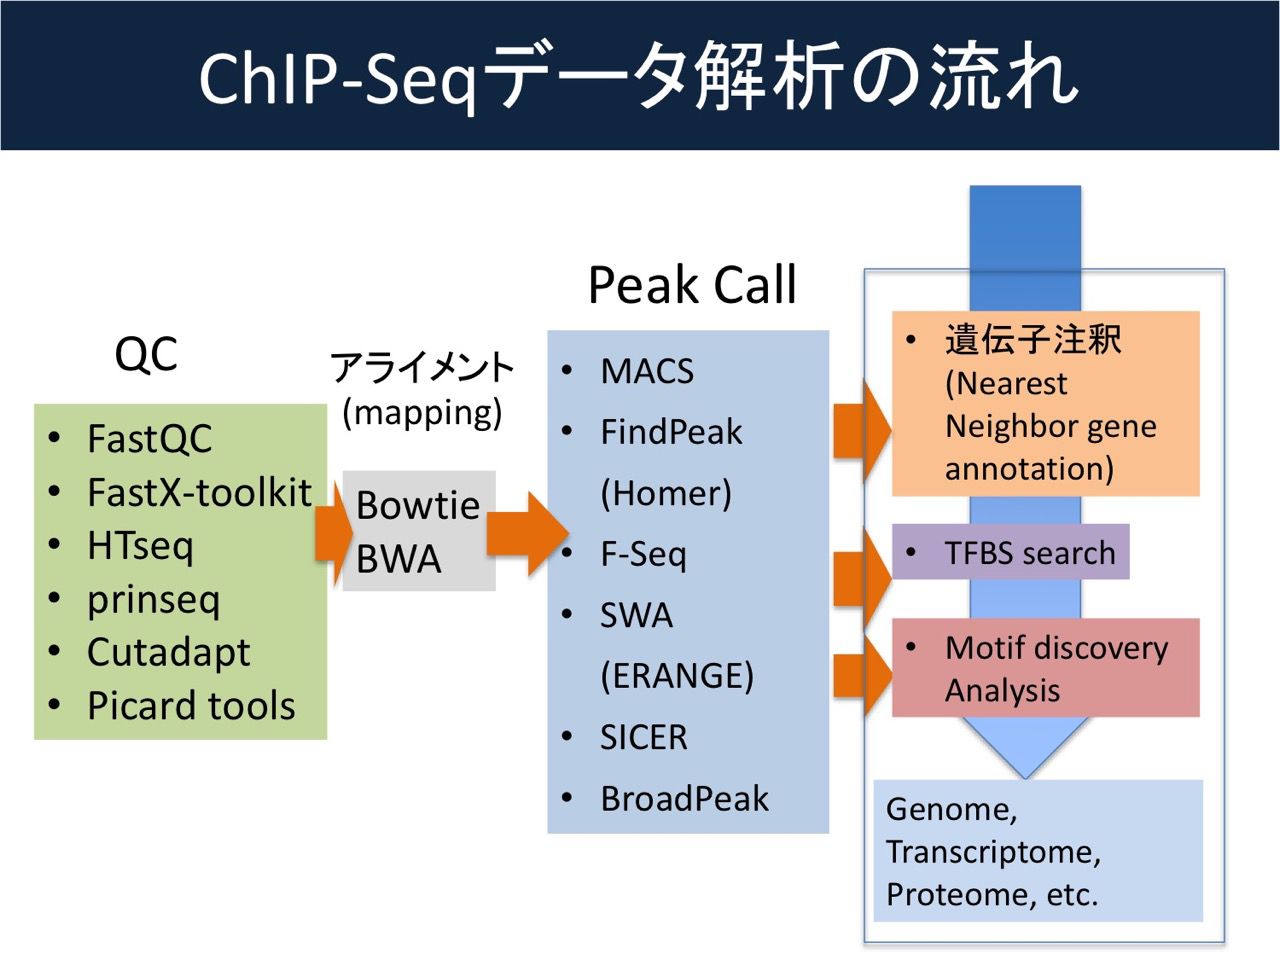 ChIP-Seqデータ解析の流れ
QC
• FastQC
• FastX-toolkit
• HTseq
• prinseq
• Cutadapt
• Picard tools
アライメント
(mapping)
Bowtie
BWA
Peak Call
• MACS
• FindPeak
(Homer)
• F-Seq
• SWA
(ERANGE)
• SICER
• BroadPeak
• 遺伝子注釈
(Nearest
Neighbor gene
annotation)
• TFBS search
• Motif discovery
Analysis
Genome,
Transcriptome,
Proteome, etc.